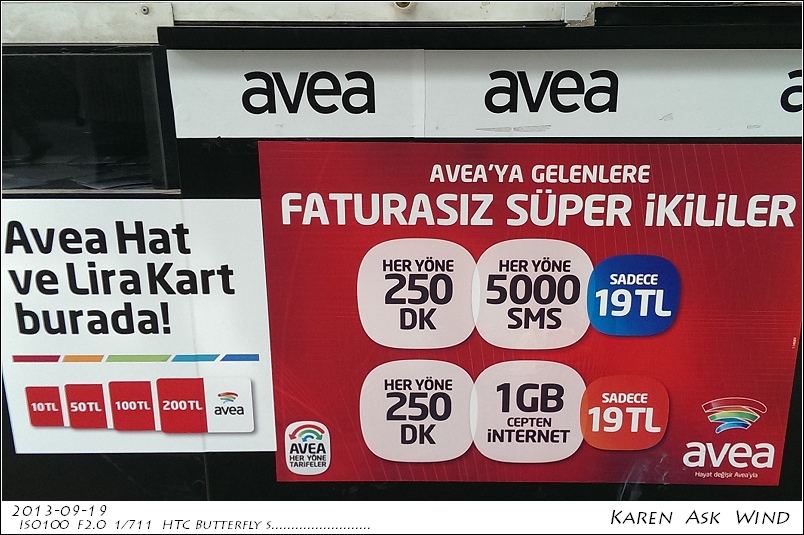 avea
avea
a
AVEA'YA GELENLERE
FATURASIZ SÜPER İKİLİLER
HER YÖNE
250
DK
HER YÖNE
5000
SMS
SADECE
19TL
HER YÖNE
250
DK
1GB
CEPTEN
İNTERNET
SADECE
19TL
AVEA
HER YÖNE
TARİFELER
avea
Hayat değişir Avea'yla
Avea Hat
ve Lira Kart
burada!
10TL
50TL
100TL
200TL
avea
2013-09-19
ISO100 F2.0 1/711 HTC Butterfly s.........................
Karen Ask Wind